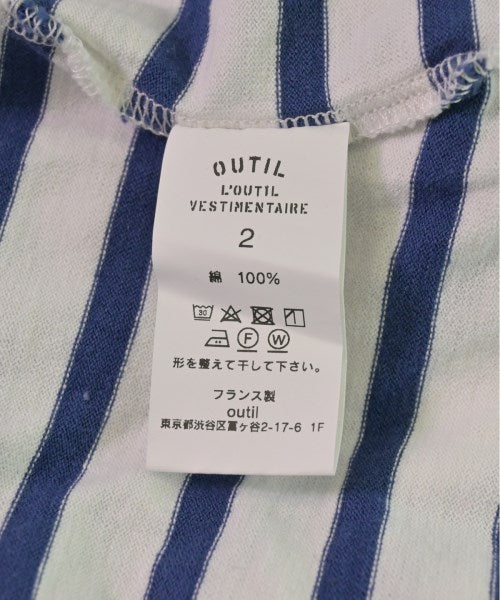 OUTIL
L'OUTIL
VESTIMENTAIRE
2
綿 100%
30
F W
形を整えて干して下さい。
フランス製
outil
東京都渋谷区冨ヶ谷2-17-6 1F